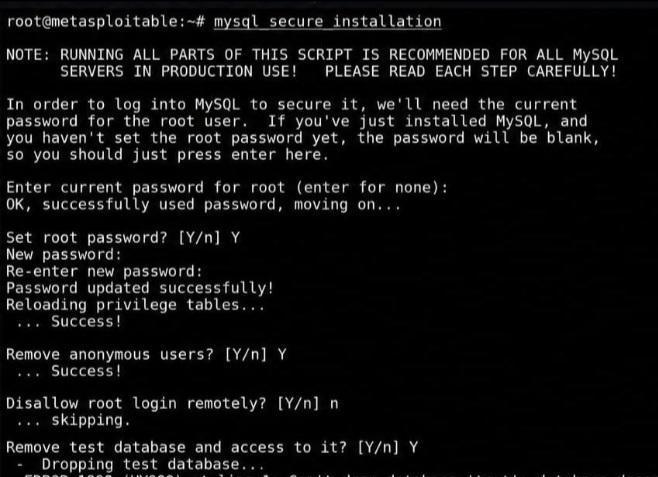 root@metasploitable:~# mysql_secure_installation
NOTE: RUNNING ALL PARTS OF THIS SCRIPT IS RECOMMENDED FOR ALL MySQL
SERVERS IN PRODUCTION USE!   PLEASE READ EACH STEP CAREFULLY!
In order to log into MySQL to secure it, we'll need the current
password for the root user.  If you've just installed MySQL, and
you haven't set the root password yet, the password will be blank,
so you should just press enter here.
Enter current password for root (enter for none):
OK, successfully used password, moving on...
Set root password? [Y/n] Y
New password:
Re-enter new password:
Password updated successfully!
Reloading privilege tables...
... Success!
Remove anonymous users? [Y/n] Y
... Success!
Disallow root login remotely? [Y/n] n
... skipping.
Remove test database and access to it? [Y/n] Y
- Dropping test database...